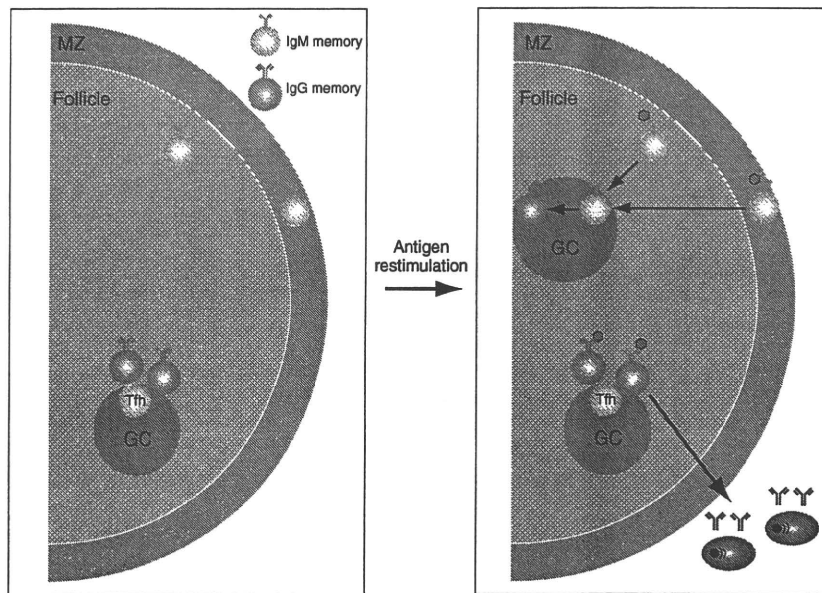 MZ
IgM memory
IgG memory
Follicle
Tfh
GC
Antigen
restimulation
MZ
Follicle
GC
Tfh
GC